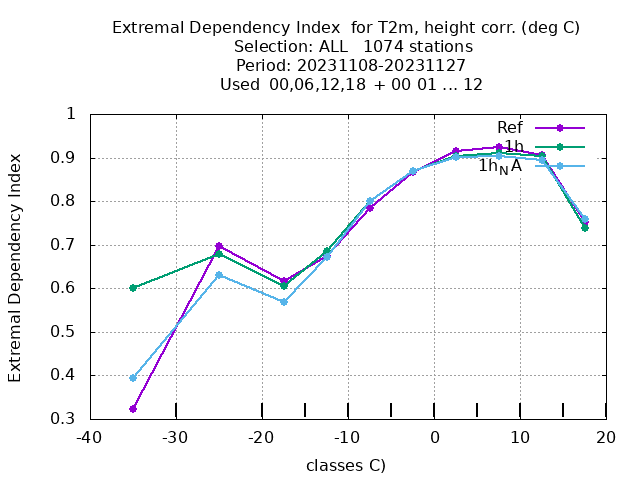 Extremal Dependency Index  for T2m, height corr. (deg C)
Selection: ALL   1074 stations
Period: 20231108-20231127
Used  00,06,12,18  + 00 01 ... 12
Extremal Dependency Index
1
0.9
0.8
0.7
0.6
0.5
0.4
0.3
Ref
1h
1h_NA
-40 -30 -20 -10 0 10 20
classes C)